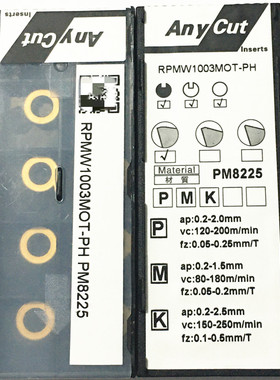 Any Cut
Inserts
RPMW1003MOT-PH PM8225
Any Cut
Inserts
RPMW1003MOT-PH
Material
材質
PM8225
P M K
P
ap:0.2-2.0mm
vc:120-200m/min
fz:0.05-0.25mm/T
M
ap:0.2-1.5mm
vc:80-180m/min
fz:0.05-0.2mm/T
K
ap:0.2-2.5mm
vc:150-250m/min
fz:0.1-0.5mm/T